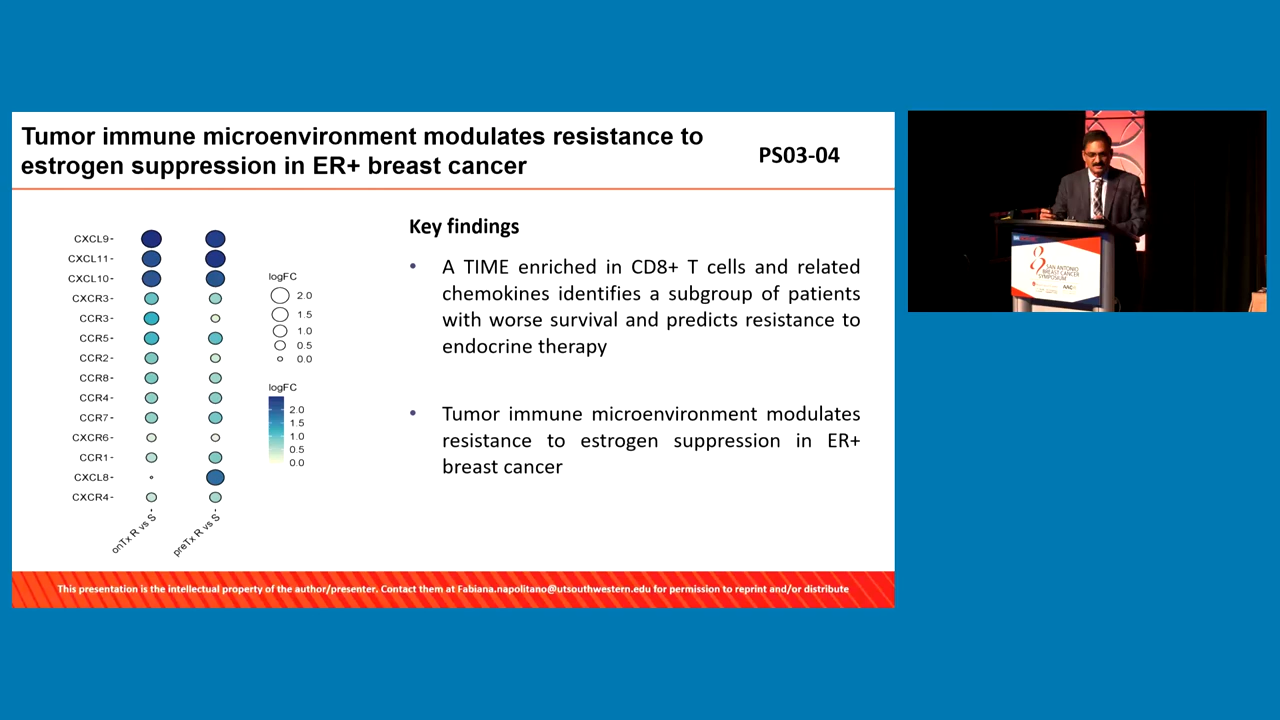 Tumor immune microenvironment modulates resistance to
estrogen suppression in ER+ breast cancer
PS03-04
CXCL9-
CXCL11-
CXCL10-
CXCR3-
CCR3-
CCR5-
CCR2-
CCR8-
CCR4-
CCR7-
CXCR6-
CCR1-
CXCL8-
CXCR4-
onTx R vs S
preTx R vs S
logFC
2.0
1.5
1.0
0.5
0.0
logFC
2.0
1.5
1.0
0.5
0.0
Key findings
• A TIME enriched in CD8+ T cells and related
chemokines identifies a subgroup of patients
with worse survival and predicts resistance to
endocrine therapy
• Tumor immune microenvironment modulates
resistance to estrogen suppression in ER+
breast cancer
This presentation is the intellectual property of the author/presenter. Contact them at Fabiana.napolitano@utsouthwestern.edu for permission to reprint and/or distribute
SAN ANTONIO
BREAST CANCER
SYMPOSIUM